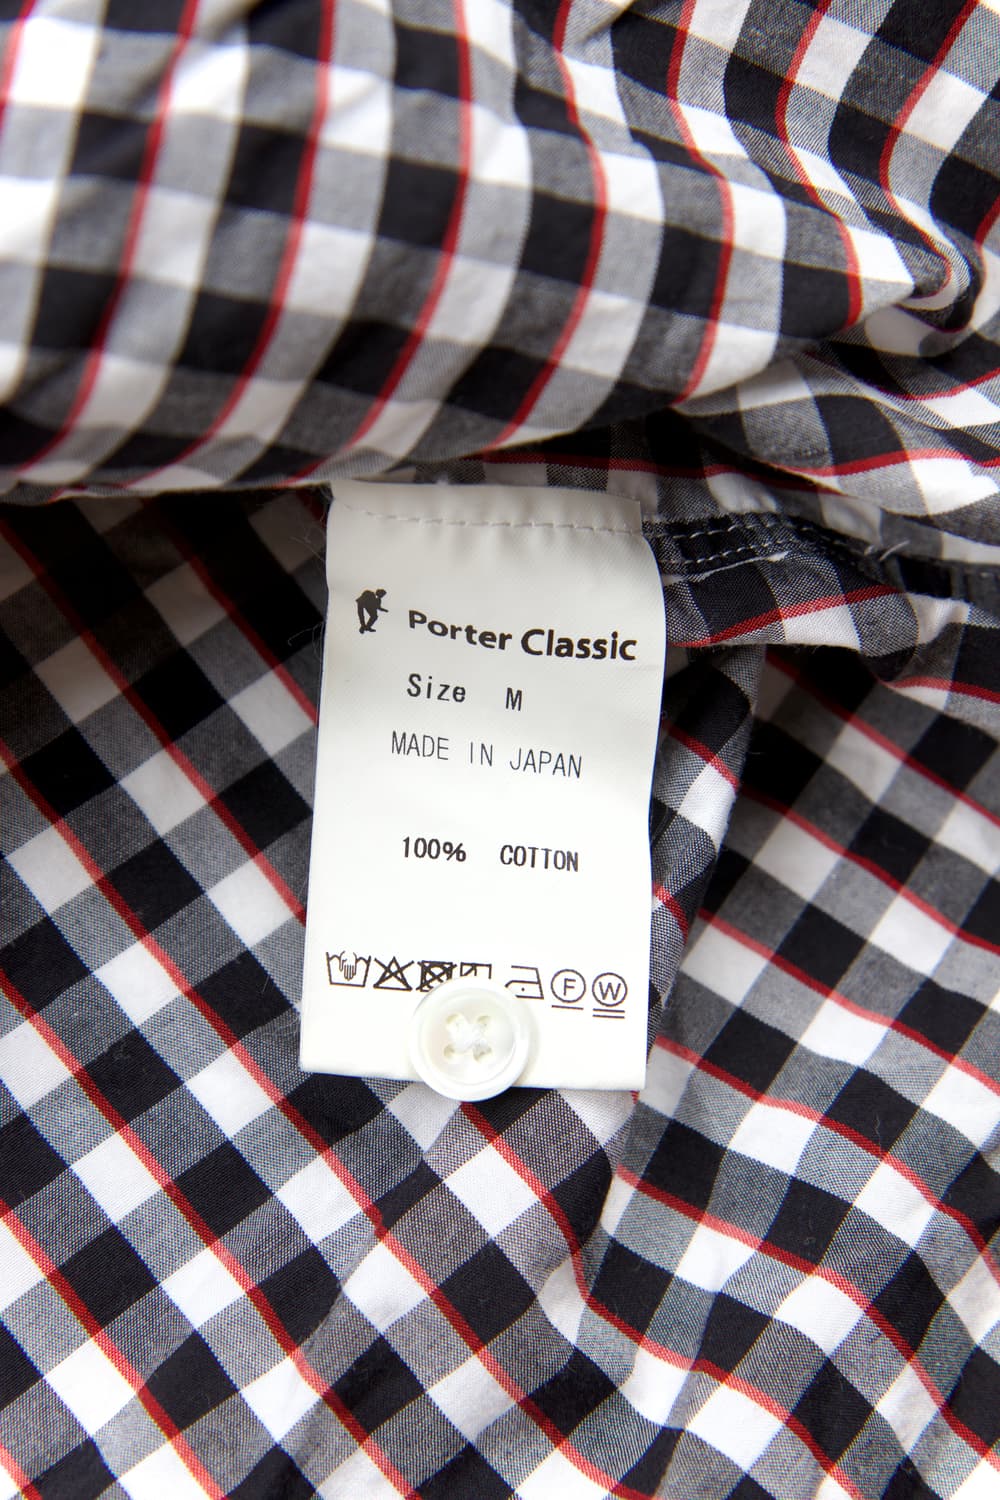 Porter Classic
Size M
MADE IN JAPAN
100% COTTON
F W